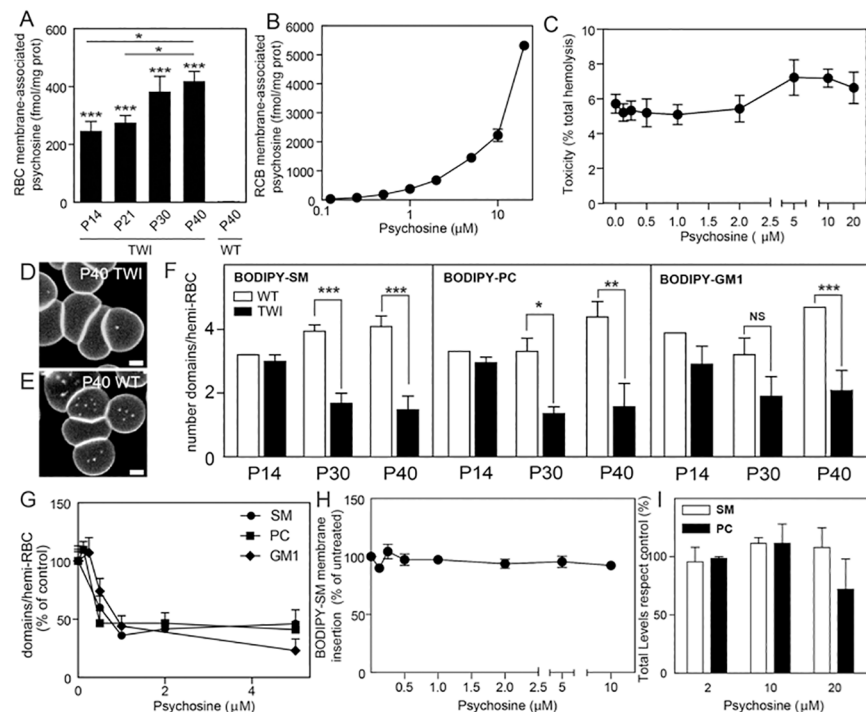 A
RBC membrane-associated
psychosine (fmol/mg prot)
600
400
200
0
*
*
***
***
***
***
P14
P21
P30
P40
P40
TWI
WT
B
RCB membrane-associated
psychosine (fmol/mg prot)
6000
5000
4000
3000
2000
1000
0
0.1
1
10
Psychosine (µM)
C
Toxicity (% total hemolysis)
10
8
6
4
2
0
0.0
0.5
1.0
1.5
2.0
2.5
5
10
20
Psychosine ( µM)
D
P40 TWI
E
P40 WT
F
number domains/hemi-RBC
4
2
0
BODIPY-SM
WT
TWI
***
***
P14
P30
P40
BODIPY-PC
*
**
P14
P30
P40
BODIPY-GM1
NS
***
P14
P30
P40
G
domains/hemi-RBC
(% of control)
150
100
50
0
SM
PC
GM1
0
2
4
Psychosine (µM)
H
BODIPY-SM membrane
insertion (% of untreated)
150
100
50
0
0.5
1.0
1.5
2.0
2.5
5
10
Psychosine (µM)
I
Total Levels respect control (%)
150
100
50
0
SM
PC
2
10
20
Psychosine (µM)